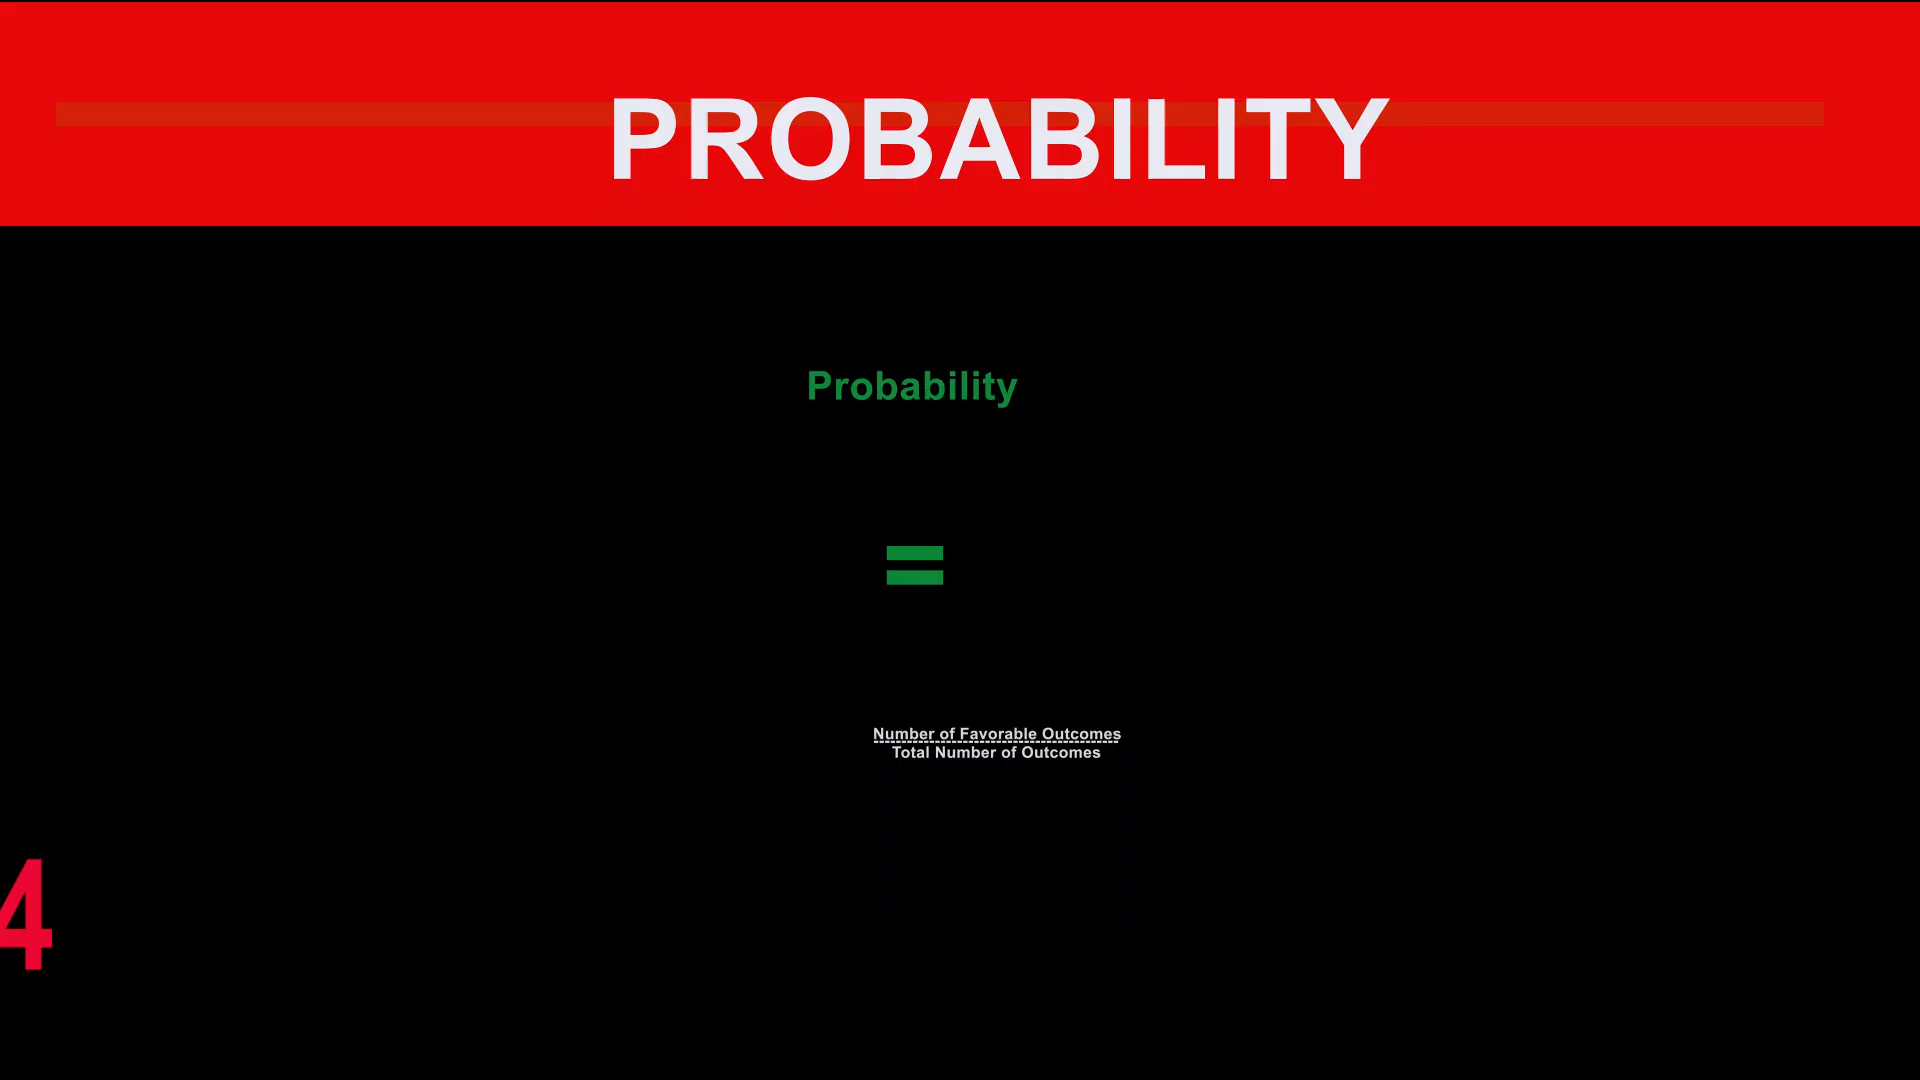 PROBABILITY
Probability
=
Number of Favorable Outcomes
Total Number of Outcomes
4